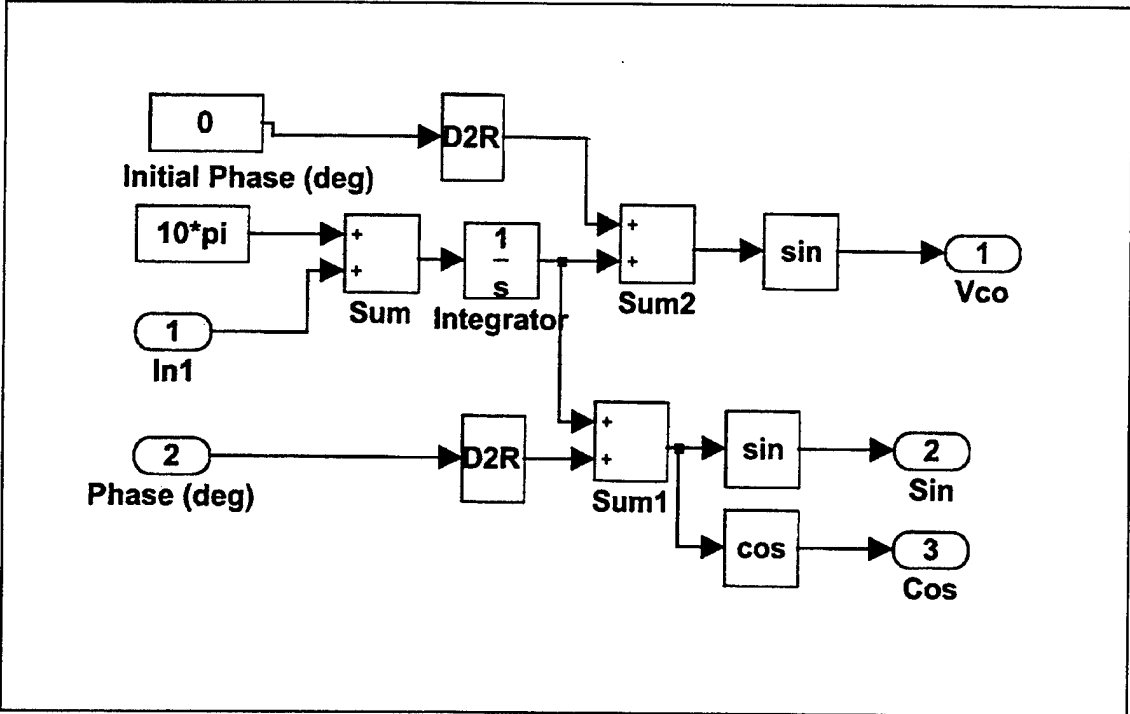 0
D2R
Initial Phase (deg)
10*pi
+
+
Sum
1
s
Integrator
+
+
Sum2
sin
1
Vco
1
In1
2
Phase (deg)
D2R
+
+
Sum1
sin
2
Sin
cos
3
Cos